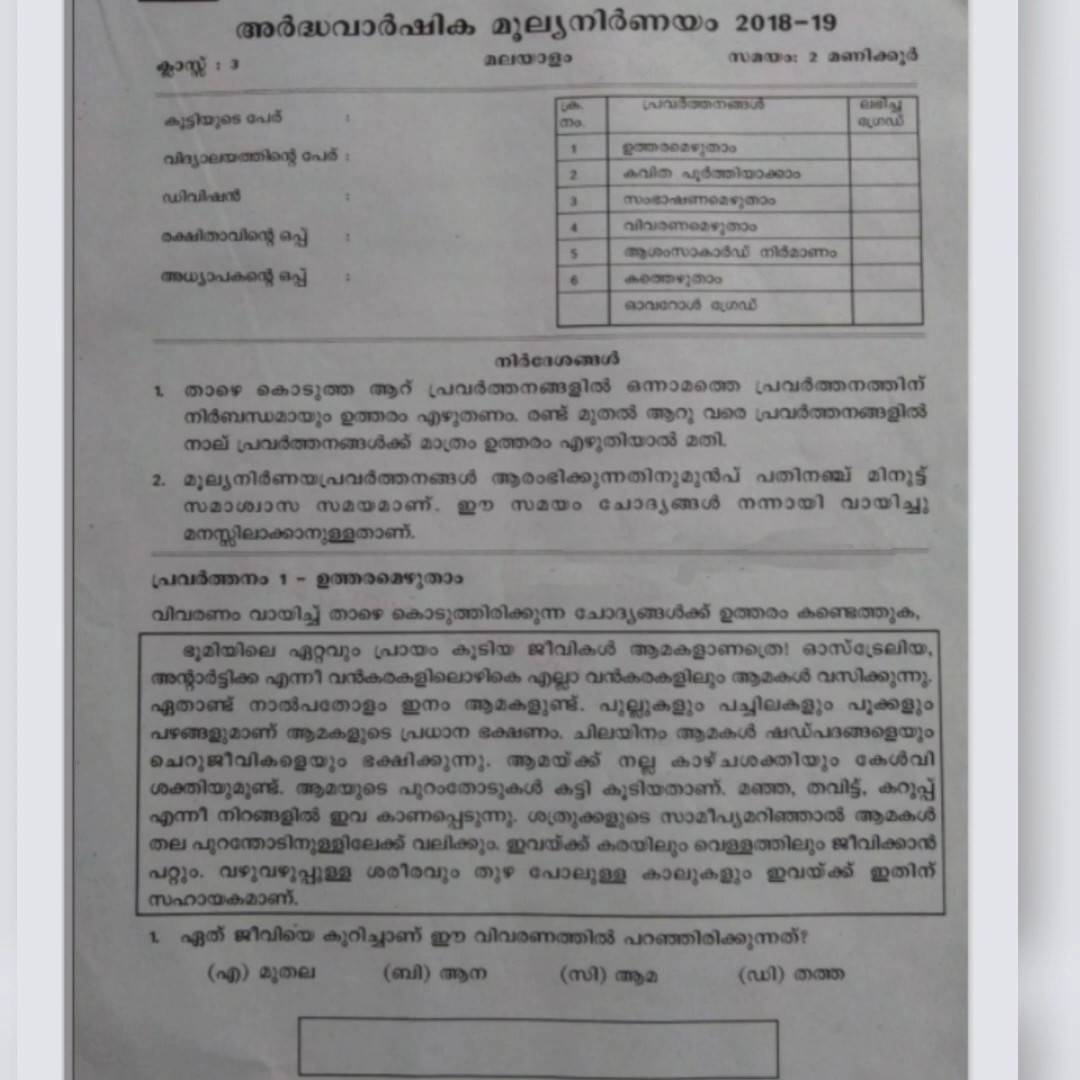 അർദ്ധവാർഷിക മൂല്യനിർണയം 2018-19
ക്ലാസ്സ് : 3 മലയാളം സമയം: 2 മണിക്കൂർ
കുട്ടിയുടെ പേര് :
വിദ്യാലയത്തിന്റെ പേര് :
ഡിവിഷൻ :
രക്ഷിതാവിന്റെ ഒപ്പ് :
അധ്യാപകന്റെ ഒപ്പ് :
ക്ര. നം. പ്രവർത്തനങ്ങൾ ലഭിച്ച ഗ്രേഡ്
1 ഉത്തരമെഴുതാം
2 കവിത പൂർത്തിയാക്കാം
3 സംഭാഷണമെഴുതാം
4 വിവരണമെഴുതാം
5 ആശംസാകാർഡ് നിർമാണം
6 കത്തെഴുതാം
ഓവറോൾ ഗ്രേഡ്
നിർദേശങ്ങൾ
1. താഴെ കൊടുത്ത ആറ് പ്രവർത്തനങ്ങളിൽ ഒന്നാമത്തെ പ്രവർത്തനത്തിന്
നിർബന്ധമായും ഉത്തരം എഴുതണം. രണ്ട് മുതൽ ആറു വരെ പ്രവർത്തനങ്ങളിൽ
നാല് പ്രവർത്തനങ്ങൾക്ക് മാത്രം ഉത്തരം എഴുതിയാൽ മതി.
2. മൂല്യനിർണയപ്രവർത്തനങ്ങൾ ആരംഭിക്കുന്നതിനുമുൻപ് പതിനഞ്ച് മിനുട്ട്
സമാശ്വാസ സമയമാണ്. ഈ സമയം ചോദ്യങ്ങൾ നന്നായി വായിച്ചു
മനസ്സിലാക്കാനുള്ളതാണ്.
പ്രവർത്തനം 1 - ഉത്തരമെഴുതാം
വിവരണം വായിച്ച് താഴെ കൊടുത്തിരിക്കുന്ന ചോദ്യങ്ങൾക്ക് ഉത്തരം കണ്ടെത്തുക,
ഭൂമിയിലെ ഏറ്റവും പ്രായം കൂടിയ ജീവികൾ ആമകളാണത്രെ! ഓസ്ട്രേലിയ,
അന്റാർട്ടിക്ക എന്നീ വൻകരകളിലൊഴികെ എല്ലാ വൻകരകളിലും ആമകൾ വസിക്കുന്നു.
ഏതാണ്ട് നാൽപതോളം ഇനം ആമകളുണ്ട്. പുല്ലുകളും പച്ചിലകളും പൂക്കളും
പഴങ്ങളുമാണ് ആമകളുടെ പ്രധാന ഭക്ഷണം. ചിലയിനം ആമകൾ ഷഡ്പദങ്ങളെയും
ചെറുജീവികളെയും ഭക്ഷിക്കുന്നു. ആമയ്ക്ക് നല്ല കാഴ്ചശക്തിയും കേൾവി
ശക്തിയുമുണ്ട്. ആമയുടെ പുറംതോടുകൾ കട്ടി കൂടിയതാണ്. മഞ്ഞ, തവിട്ട്, കറുപ്പ്
എന്നീ നിറങ്ങളിൽ ഇവ കാണപ്പെടുന്നു. ശത്രുക്കളുടെ സാമീപ്യമറിഞ്ഞാൽ ആമകൾ
തല പുറന്തോടിനുള്ളിലേക്ക് വലിക്കും. ഇവയ്ക്ക് കരയിലും വെള്ളത്തിലും ജീവിക്കാൻ
പറ്റും. വഴുവഴുപ്പുള്ള ശരീരവും തുഴ പോലുള്ള കാലുകളും ഇവയ്ക്ക് ഇതിന്
സഹായകമാണ്.
1. ഏത് ജീവിയെ കുറിച്ചാണ് ഈ വിവരണത്തിൽ പറഞ്ഞിരിക്കുന്നത്?
(എ) മുതല (ബി) ആന (സി) ആമ (ഡി) തത്ത